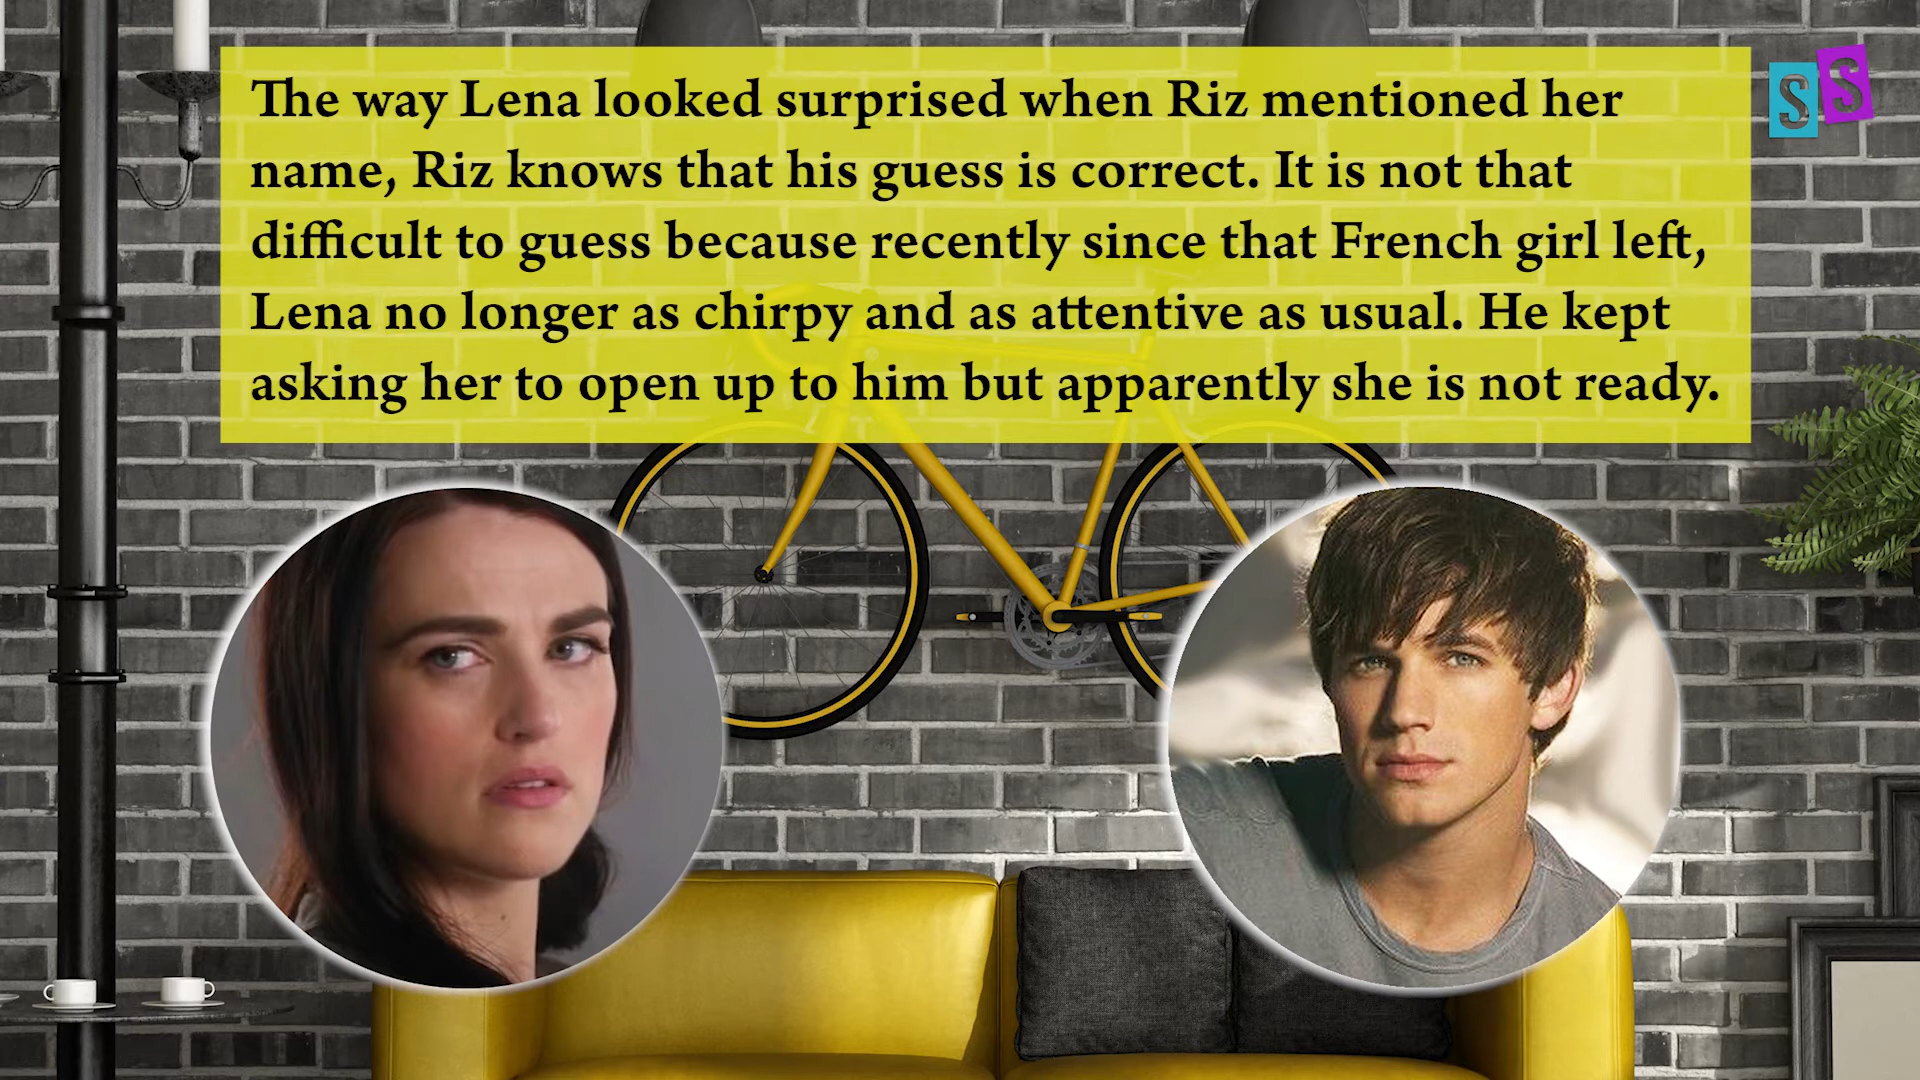 The way Lena looked surprised when Riz mentioned her
name, Riz knows that his guess is correct. It is not that
difficult to guess because recently since that French girl left,
Lena no longer as chirpy and as attentive as usual. He kept
asking her to open up to him but apparently she is not ready.
S S